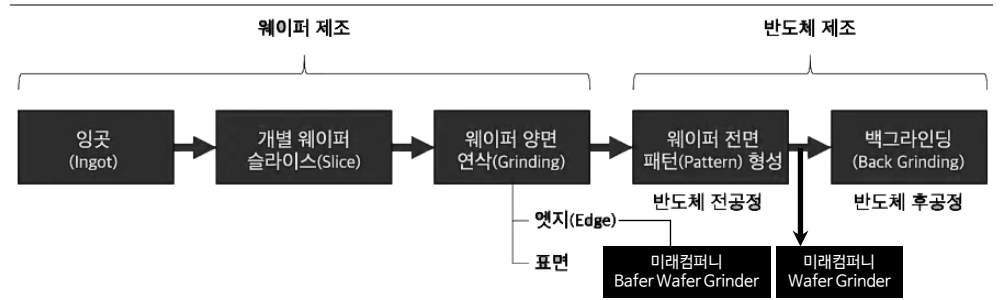 웨이퍼 제조
반도체 제조
잉곳
(Ingot)
개별 웨이퍼
슬라이스(Slice)
웨이퍼 양면
연삭(Grinding)
웨이퍼 전면
패턴(Pattern) 형성
백그라인딩
(Back Grinding)
반도체 전공정
반도체 후공정
엣지(Edge)
표면
미래컴퍼니
Bafer Wafer Grinder
미래컴퍼니
Wafer Grinder